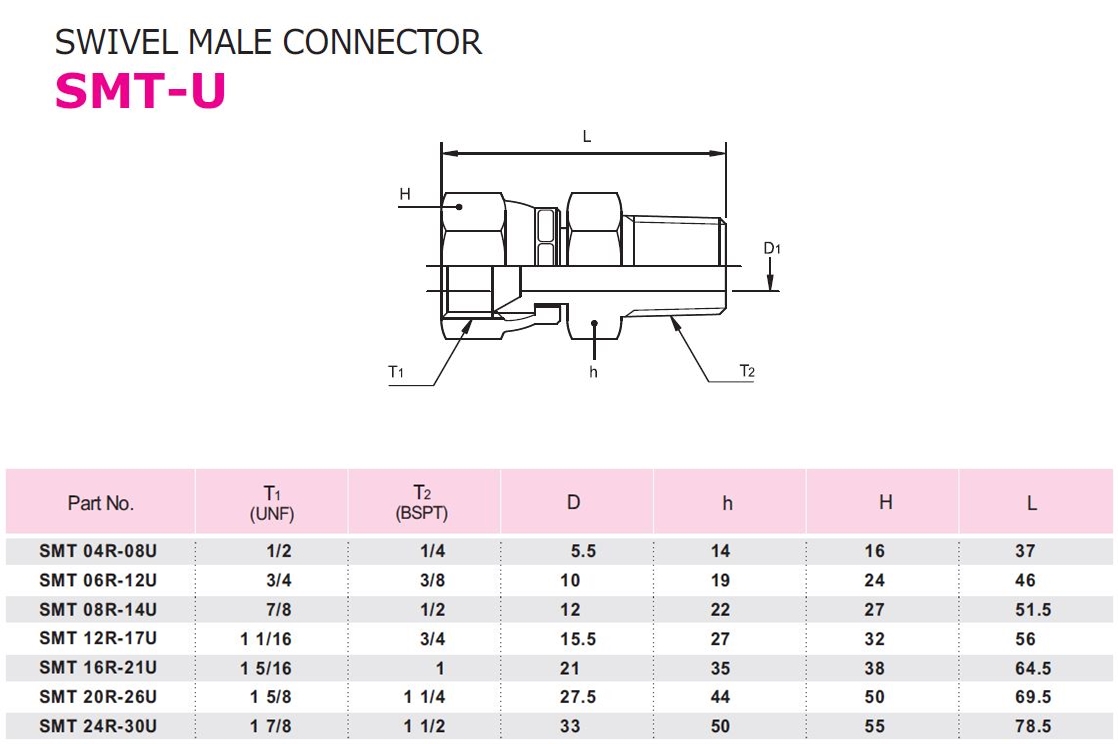 SWIVEL MALE CONNECTOR
SMT-U
L
H
D1
T1
h
T2
Part No. T1 (UNF) T2 (BSPT) D h H L
SMT 04R-08U 1/2 1/4 5.5 14 16 37
SMT 06R-12U 3/4 3/8 10 19 24 46
SMT 08R-14U 7/8 1/2 12 22 27 51.5
SMT 12R-17U 1 1/16 3/4 15.5 27 32 56
SMT 16R-21U 1 5/16 1 21 35 38 64.5
SMT 20R-26U 1 5/8 1 1/4 27.5 44 50 69.5
SMT 24R-30U 1 7/8 1 1/2 33 50 55 78.5